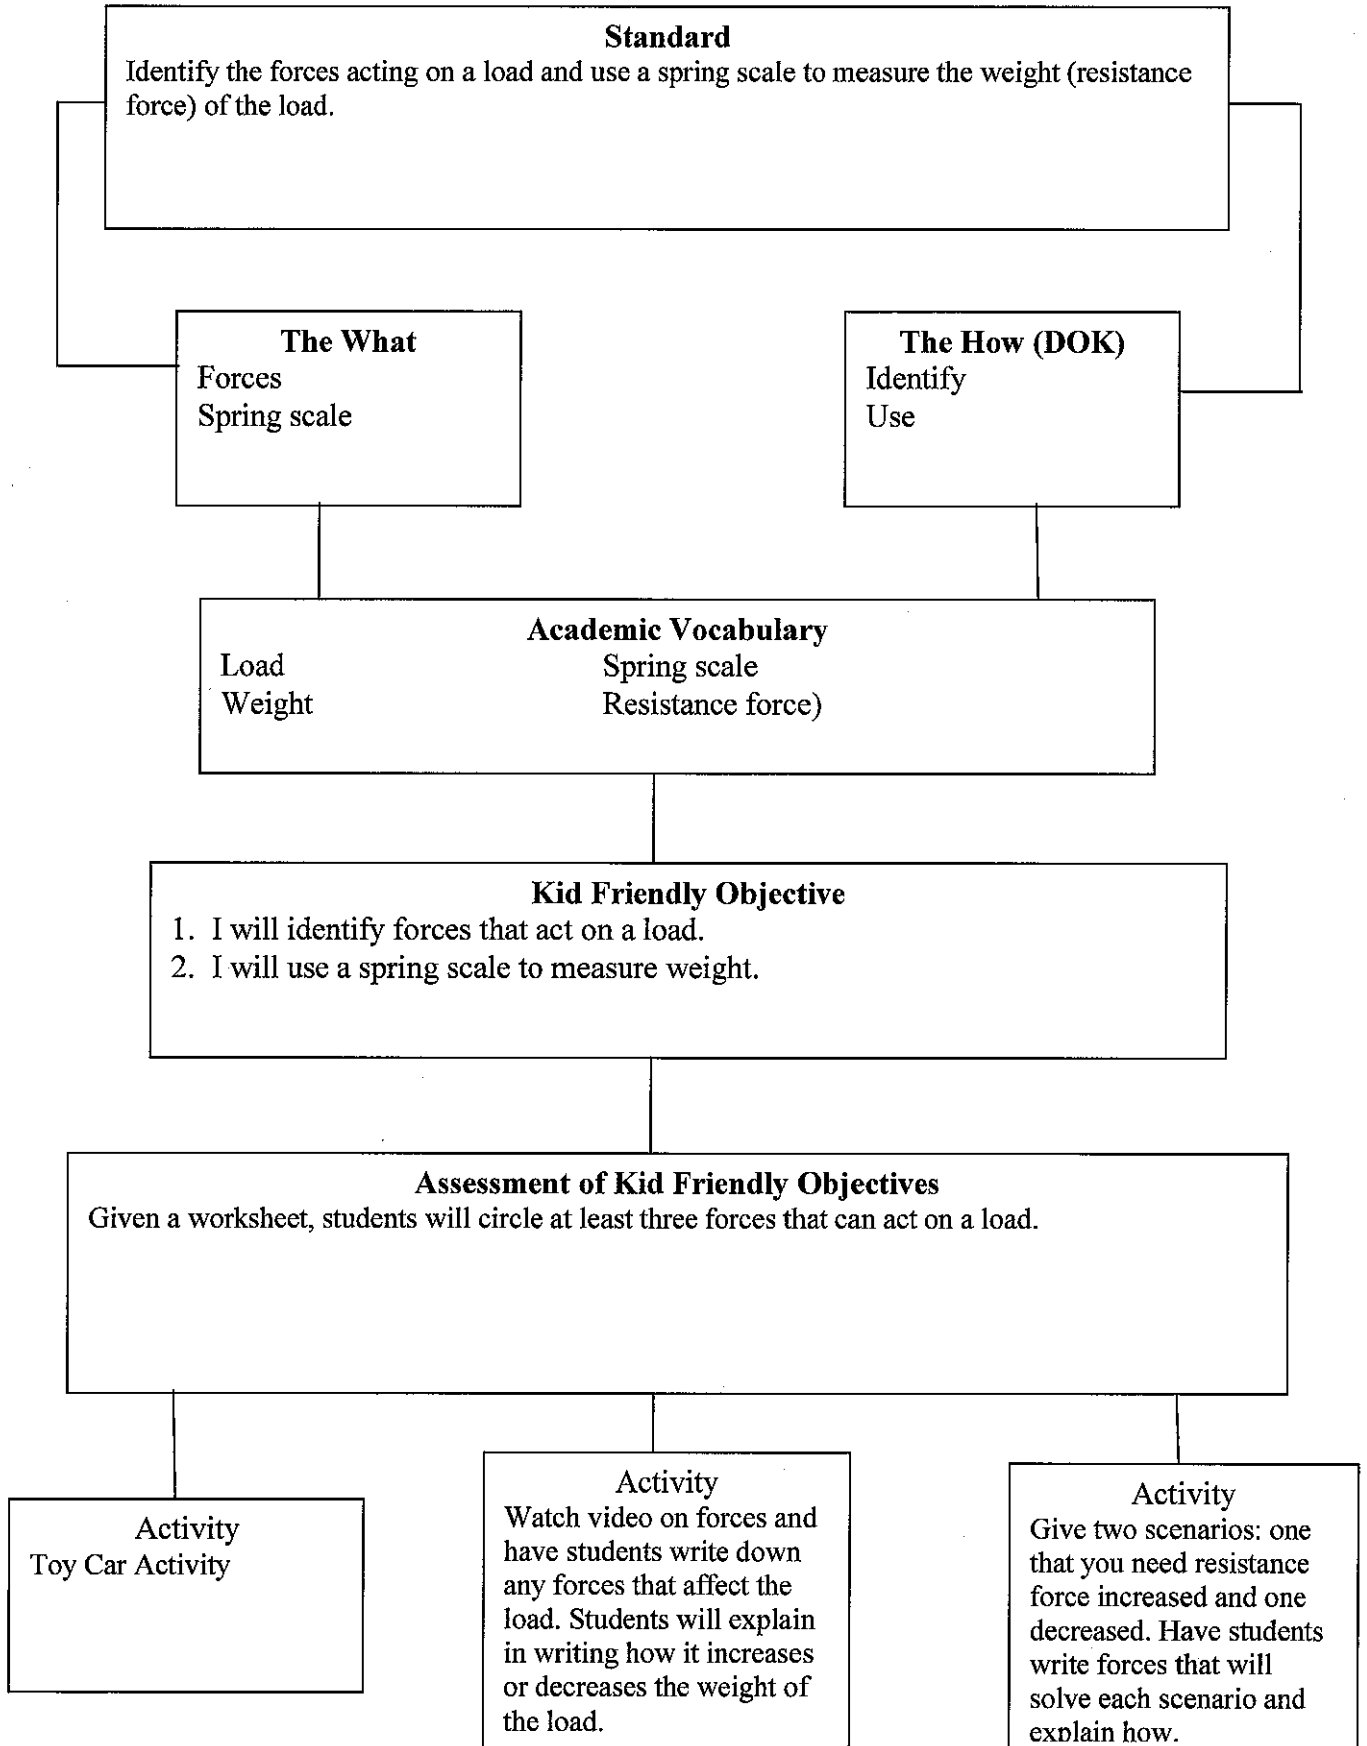 Standard
Identify the forces acting on a load and use a spring scale to measure the weight (resistance
force) of the load.
The What
Forces
Spring scale
The How (DOK)
Identify
Use
Academic Vocabulary
Load Spring scale
Weight Resistance force)
Kid Friendly Objective
1. I will identify forces that act on a load.
2. I will use a spring scale to measure weight.
Assessment of Kid Friendly Objectives
Given a worksheet, students will circle at least three forces that can act on a load.
Activity
Toy Car Activity
Activity
Watch video on forces and
have students write down
any forces that affect the
load. Students will explain
in writing how it increases
or decreases the weight of
the load.
Activity
Give two scenarios: one
that you need resistance
force increased and one
decreased. Have students
write forces that will
solve each scenario and
explain how.